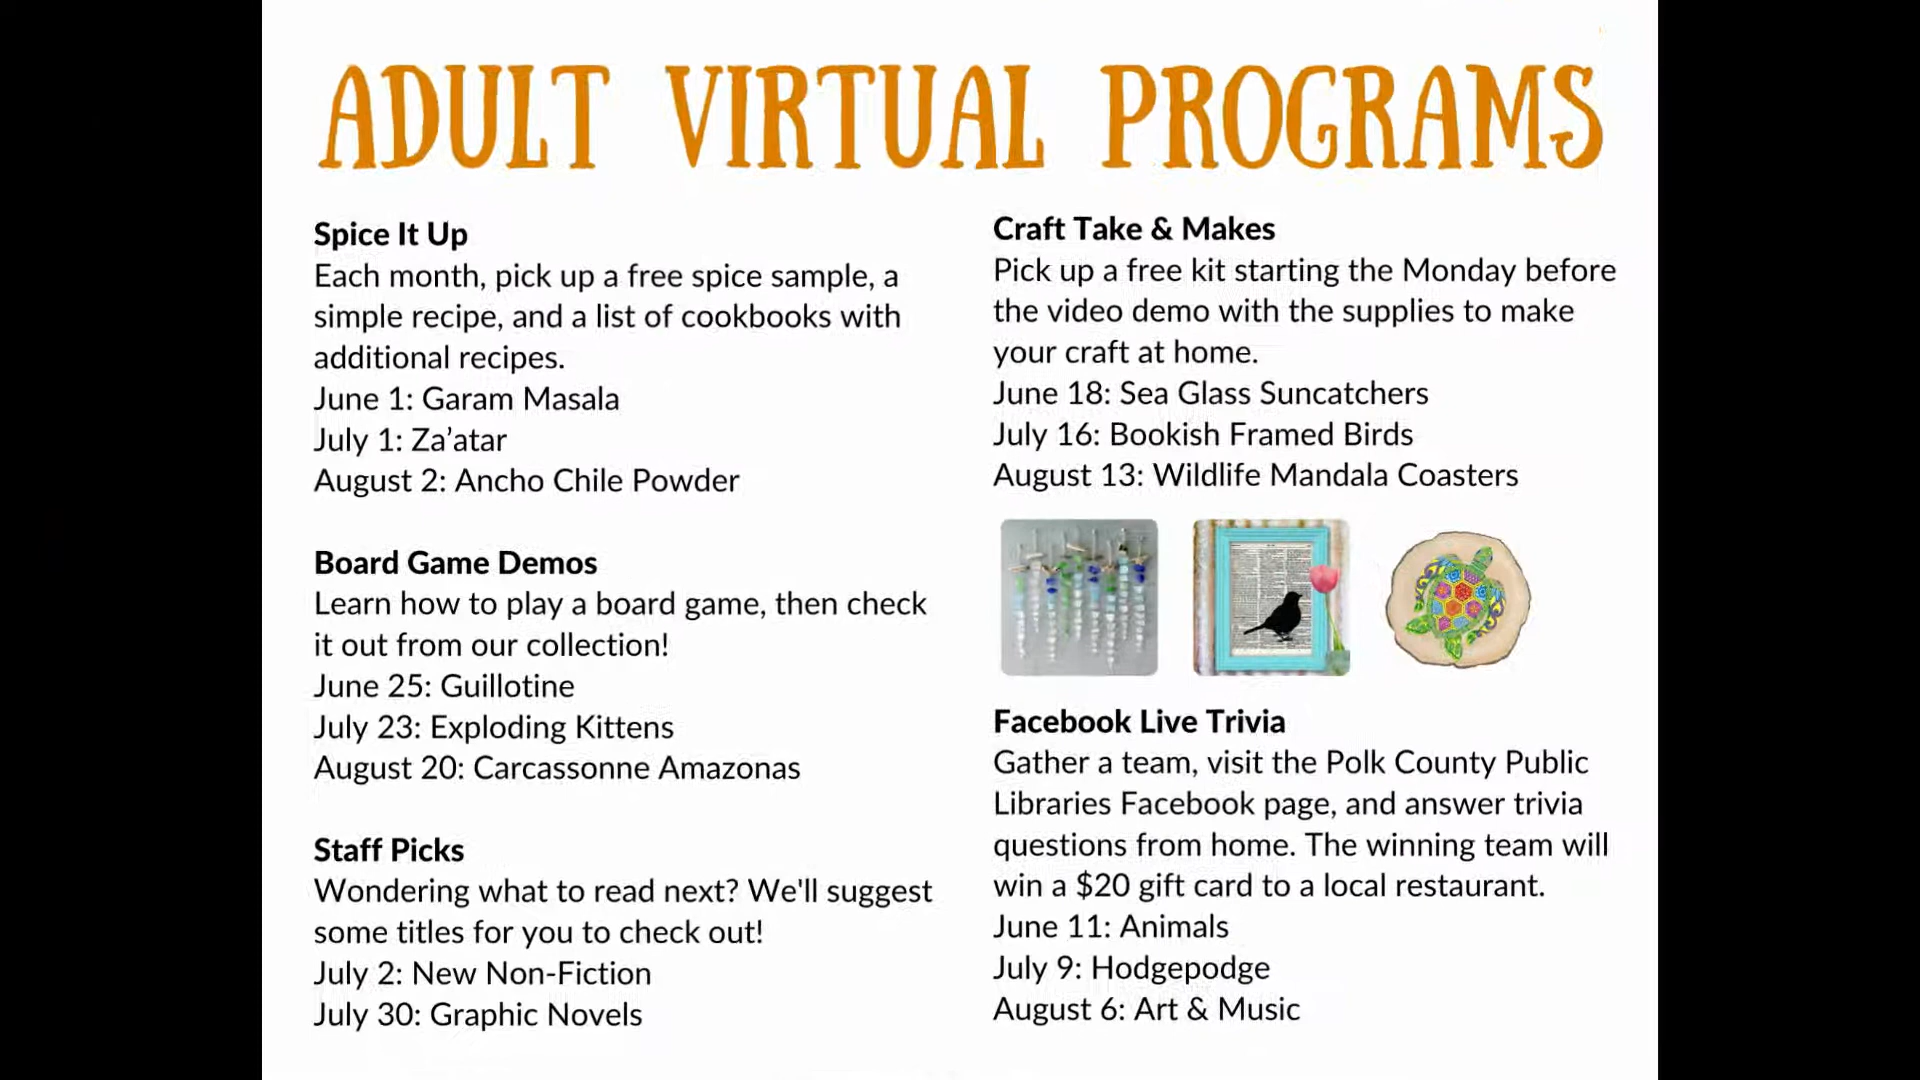 ADULT VIRTUAL PROGRAMS
Spice It Up
Each month, pick up a free spice sample, a
simple recipe, and a list of cookbooks with
additional recipes.
June 1: Garam Masala
July 1: Za’atar
August 2: Ancho Chile Powder
Board Game Demos
Learn how to play a board game, then check
it out from our collection!
June 25: Guillotine
July 23: Exploding Kittens
August 20: Carcassonne Amazonas
Staff Picks
Wondering what to read next? We'll suggest
some titles for you to check out!
July 2: New Non-Fiction
July 30: Graphic Novels
Craft Take & Makes
Pick up a free kit starting the Monday before
the video demo with the supplies to make
your craft at home.
June 18: Sea Glass Suncatchers
July 16: Bookish Framed Birds
August 13: Wildlife Mandala Coasters
Facebook Live Trivia
Gather a team, visit the Polk County Public
Libraries Facebook page, and answer trivia
questions from home. The winning team will
win a $20 gift card to a local restaurant.
June 11: Animals
July 9: Hodgepodge
August 6: Art & Music